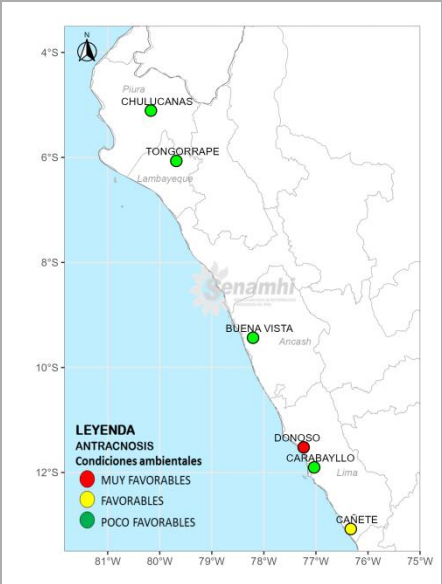 N
4°S
Piura
CHULUCANAS
TONGORRAPE
6°S
Lambayeque
8°S
Senamhi
BUENA VISTA
Ancash
10°S
LEYENDA
ANTRACNOSIS
Condiciones ambientales
MUY FAVORABLES
FAVORABLES
POCO FAVORABLES
DONOSO
CARABAYLLO
12°S
Lima
CAÑETE
81°W 80°W 79°W 78°W 77°W 76°W 75°W